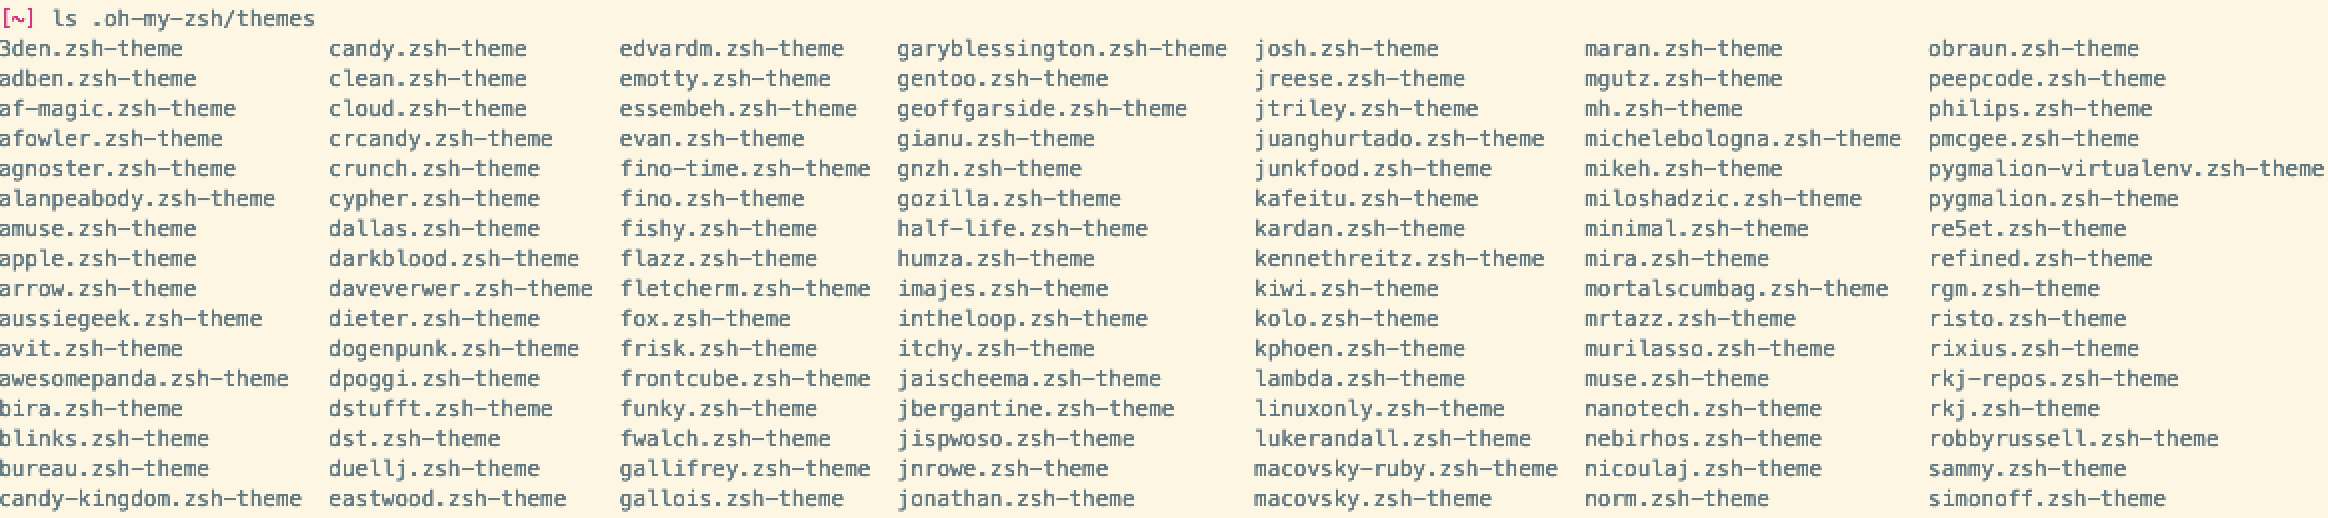 [~] ls .oh-my-zsh/themes
3den.zsh-theme candy.zsh-theme edvardm.zsh-theme garyblessington.zsh-theme josh.zsh-theme maran.zsh-theme obraun.zsh-theme
adben.zsh-theme clean.zsh-theme emotty.zsh-theme gentoo.zsh-theme jreese.zsh-theme mgutz.zsh-theme peepcode.zsh-theme
af-magic.zsh-theme cloud.zsh-theme essembeh.zsh-theme geoffgarside.zsh-theme jtriley.zsh-theme mh.zsh-theme philips.zsh-theme
afowler.zsh-theme crcandy.zsh-theme evan.zsh-theme gianu.zsh-theme juanghurtado.zsh-theme michelebologna.zsh-theme pmcgee.zsh-theme
agnoster.zsh-theme crunch.zsh-theme fino-time.zsh-theme gnzh.zsh-theme junkfood.zsh-theme mikeh.zsh-theme pygmalion-virtualenv.zsh-theme
alanpeabody.zsh-theme cypher.zsh-theme fino.zsh-theme gozilla.zsh-theme kafeitu.zsh-theme miloshadzic.zsh-theme pygmalion.zsh-theme
amuse.zsh-theme dallas.zsh-theme fishy.zsh-theme half-life.zsh-theme kardan.zsh-theme minimal.zsh-theme re5et.zsh-theme
apple.zsh-theme darkblood.zsh-theme flazz.zsh-theme humza.zsh-theme kennethreitz.zsh-theme mira.zsh-theme refined.zsh-theme
arrow.zsh-theme daveverwer.zsh-theme fletcherm.zsh-theme imajes.zsh-theme kiwi.zsh-theme mortalscumbag.zsh-theme rgm.zsh-theme
aussiegeek.zsh-theme dieter.zsh-theme fox.zsh-theme intheloop.zsh-theme kolo.zsh-theme mrtazz.zsh-theme risto.zsh-theme
avit.zsh-theme dogenpunk.zsh-theme frisk.zsh-theme itchy.zsh-theme kphoen.zsh-theme murilasso.zsh-theme rixius.zsh-theme
awesomepanda.zsh-theme dpoggi.zsh-theme frontcube.zsh-theme jaischeema.zsh-theme lambda.zsh-theme muse.zsh-theme rkj-repos.zsh-theme
bira.zsh-theme dstufft.zsh-theme funky.zsh-theme jbergantine.zsh-theme linuxonly.zsh-theme nanotech.zsh-theme rkj.zsh-theme
blinks.zsh-theme dst.zsh-theme fwalch.zsh-theme jispwoso.zsh-theme lukerandall.zsh-theme nebirhos.zsh-theme robbyrussell.zsh-theme
bureau.zsh-theme duellj.zsh-theme gallifrey.zsh-theme jnrowe.zsh-theme macovsky-ruby.zsh-theme nicoulaj.zsh-theme sammy.zsh-theme
candy-kingdom.zsh-theme eastwood.zsh-theme gallois.zsh-theme jonathan.zsh-theme macovsky.zsh-theme norm.zsh-theme simonoff.zsh-theme